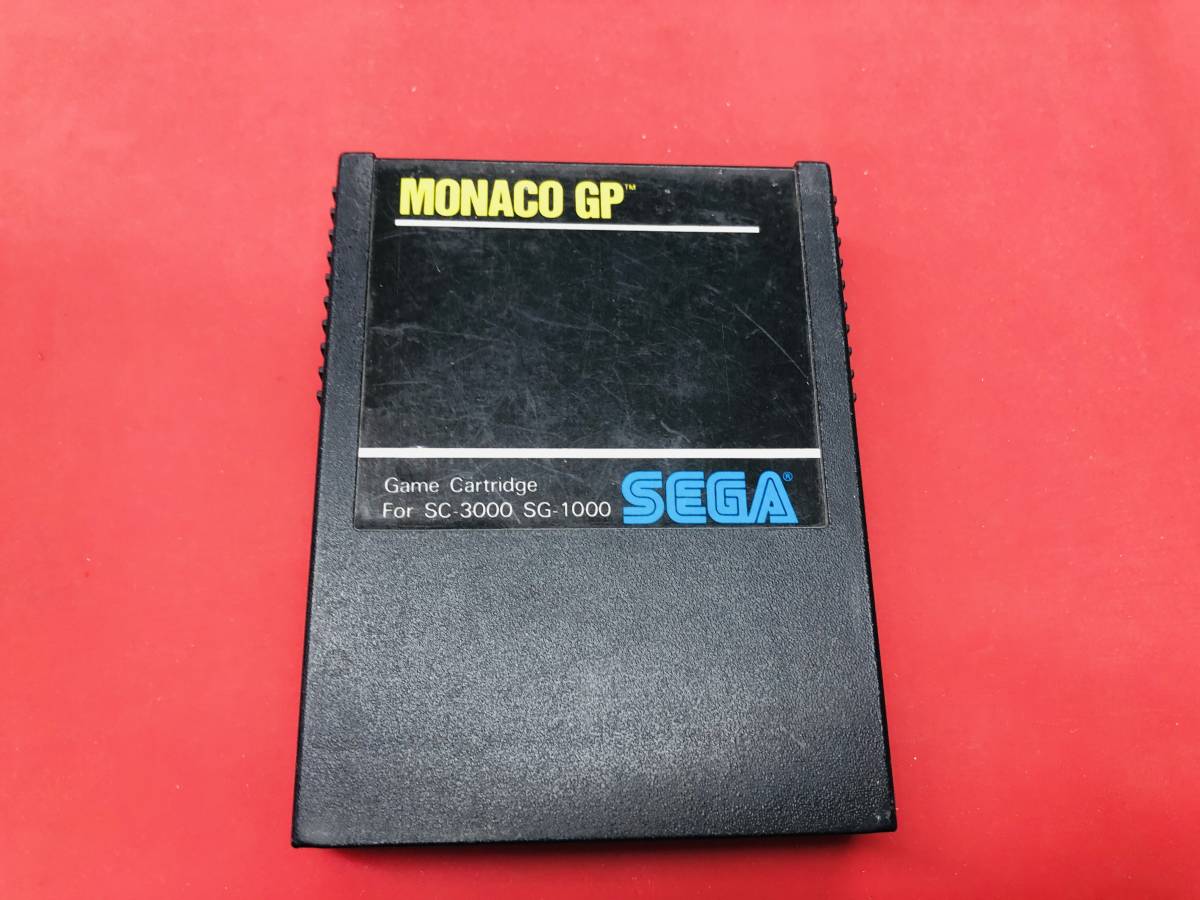 MONACO GP™
Game Cartridge
For SC-3000 SG-1000
SEGA®